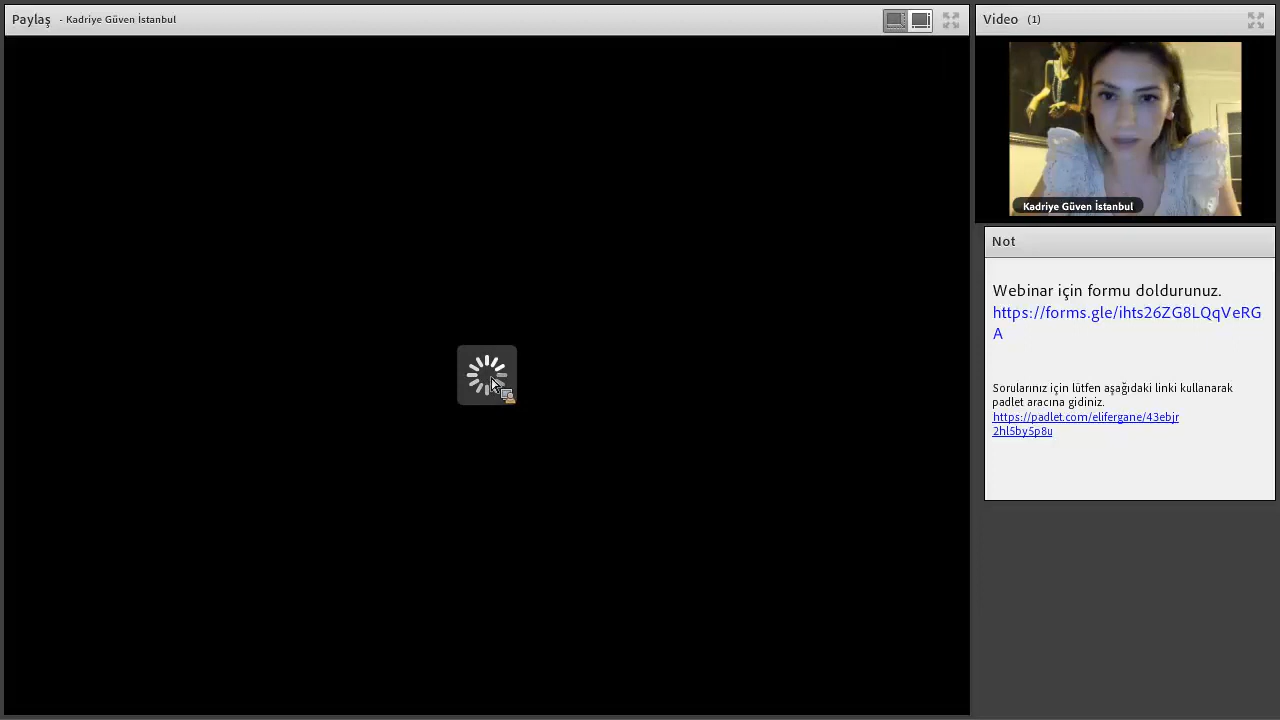 Paylaş - Kadriye Güven İstanbul
Video (1)
Kadriye Güven İstanbul
Not
Webinar için formu doldurunuz.
https://forms.gle/ihts26ZG8LQqVeRG
A
Sorularınız için lütfen aşağıdaki linki kullanarak
padlet aracına gidiniz.
https://padlet.com/elifergane/43ebjr
2hl5by5p8u